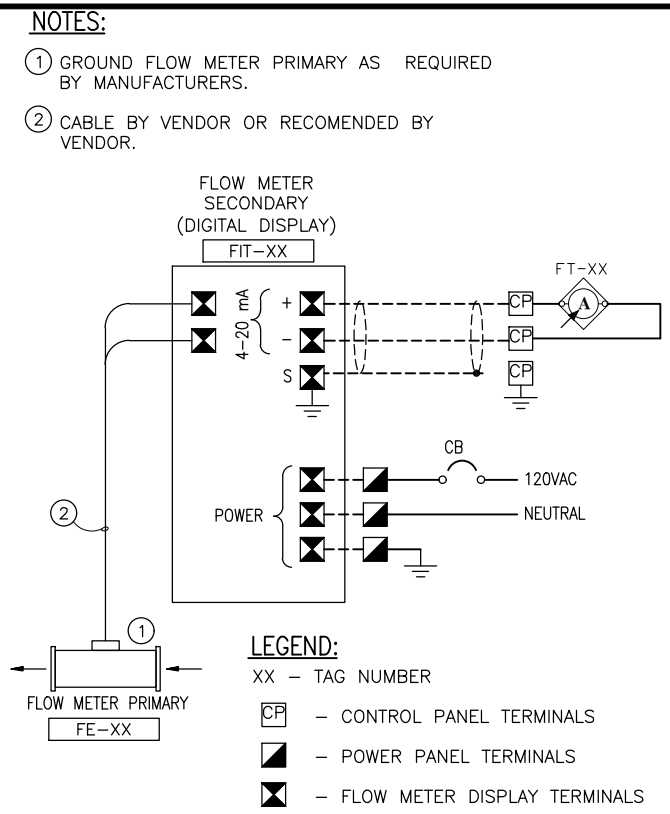 NOTES:
1 GROUND FLOW METER PRIMARY AS REQUIRED
BY MANUFACTURERS.
2 CABLE BY VENDOR OR RECOMENDED BY
VENDOR.
FLOW METER
SECONDARY
(DIGITAL DISPLAY)
FIT-XX
FT-XX
4-20 mA
+
CP
A
-
CP
S
CP
CB
120VAC
POWER
NEUTRAL
2
1
FLOW METER PRIMARY
FE-XX
LEGEND:
XX - TAG NUMBER
CP - CONTROL PANEL TERMINALS
- POWER PANEL TERMINALS
- FLOW METER DISPLAY TERMINALS